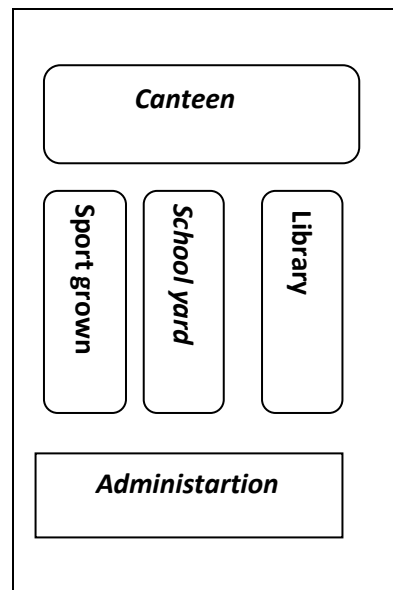 Canteen
Sport grown
School yard
Library
Administartion